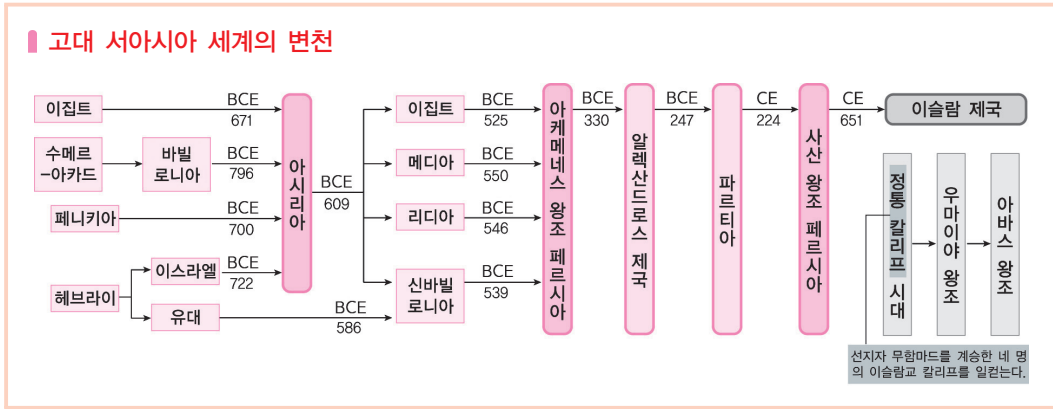 고대 서아시아 세계의 변천
이집트
BCE
671
수메르
-아카드
바빌
로니아
BCE
796
페니키아
BCE
700
헤브라이
이스라엘
BCE
722
유대
BCE
586
아시리아
BCE
609
이집트
BCE
525
메디아
BCE
550
리디아
BCE
546
신바빌
로니아
BCE
539
아케메네스 왕조 페르시아
BCE
330
알렉산드로스 제국
BCE
247
파르티아
CE
224
사산 왕조 페르시아
CE
651
이슬람 제국
정통 칼리프 시대
우마이야 왕조
아바스 왕조
선지자 무함마드를 계승한 네 명
의 이슬람교 칼리프를 일컫는다.